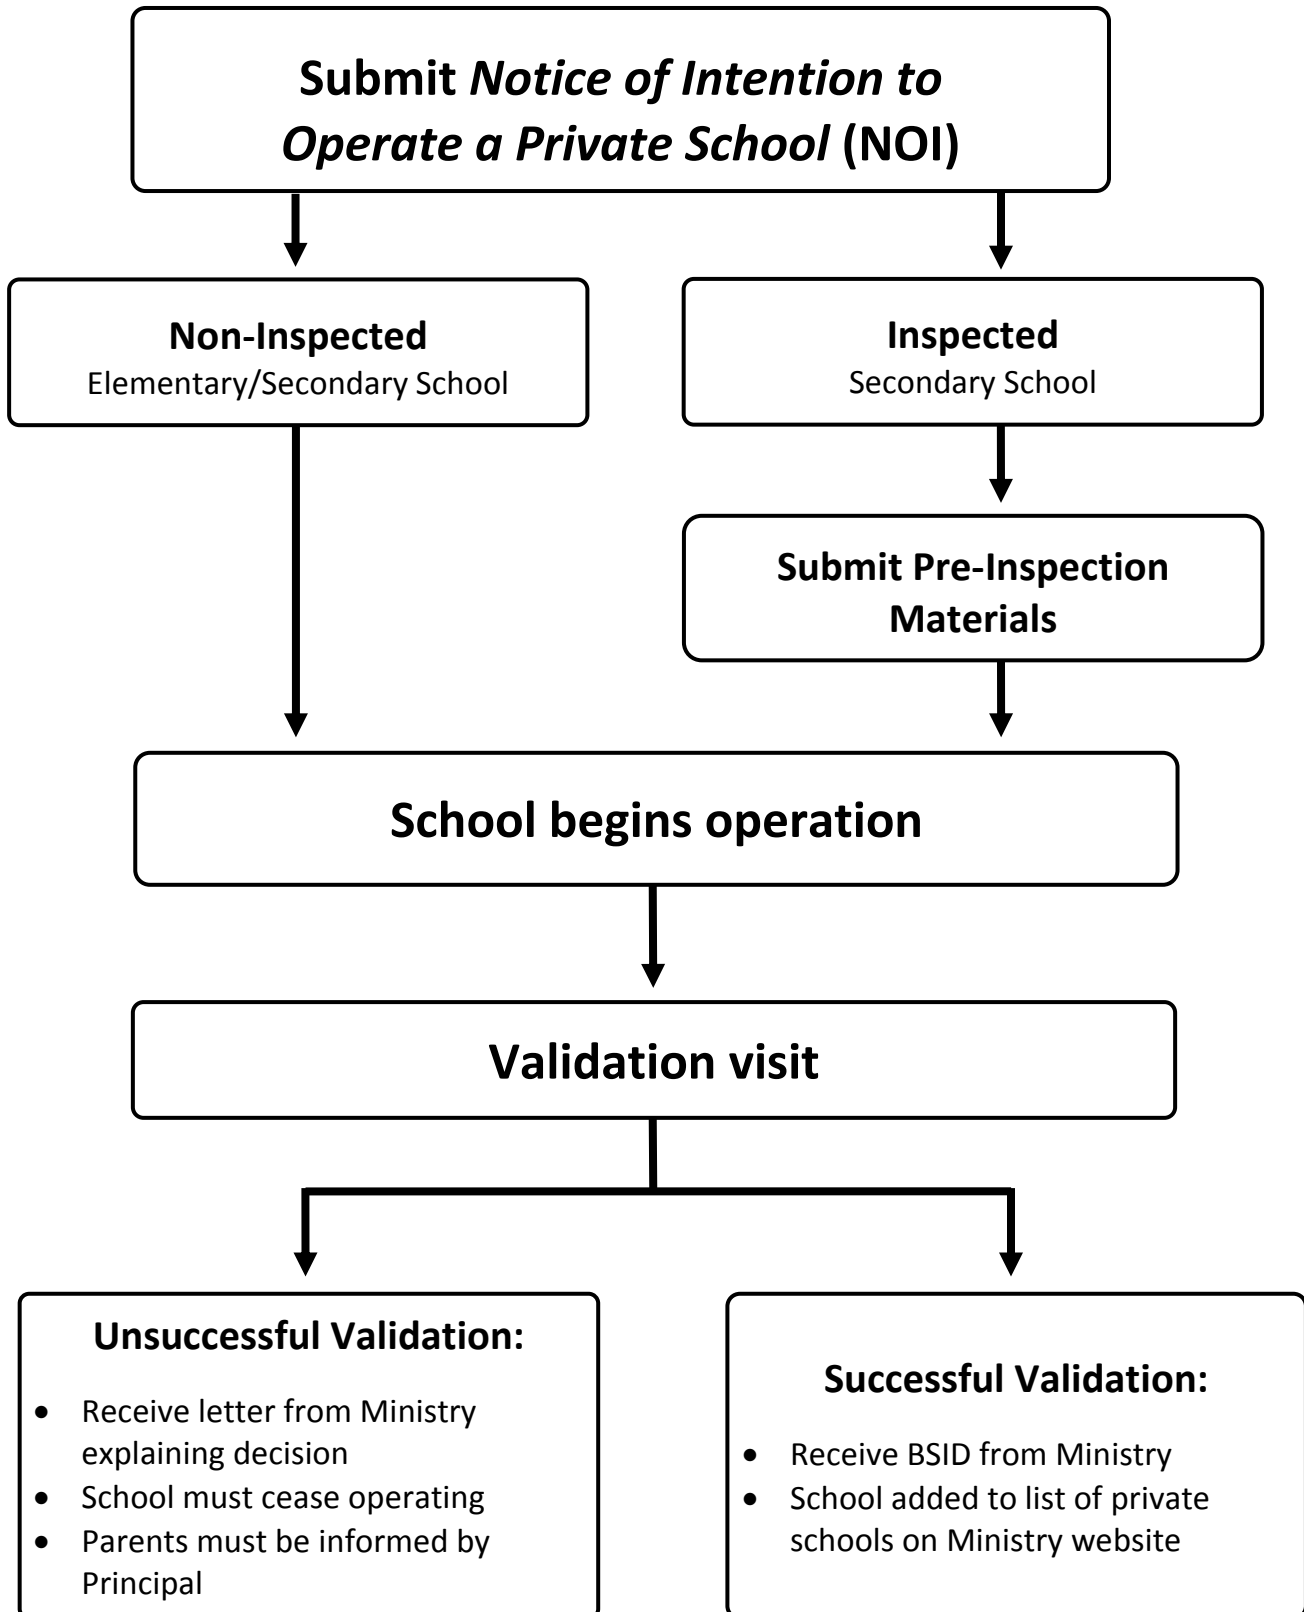 Submit Notice of Intention to
Operate a Private School (NOI)
Non-Inspected
Elementary/Secondary School
Inspected
Secondary School
Submit Pre-Inspection
Materials
School begins operation
Validation visit
Unsuccessful Validation:
• Receive letter from Ministry
explaining decision
• School must cease operating
• Parents must be informed by
Principal
Successful Validation:
• Receive BSID from Ministry
• School added to list of private
schools on Ministry website